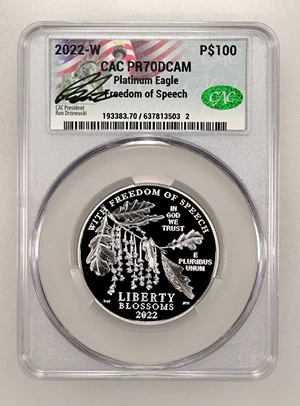 2022-W P$100
CAC PR70DCAM
Platinum Eagle
Freedom of Speech
CAC
CAC President
Ron Drzewucki
193383.70 / 637813503 2
WITH FREEDOM OF SPEECH
IN
GOD
WE
TRUST
E
PLURIBUS
UNUM
LIBERTY
BLOSSOMS
2022